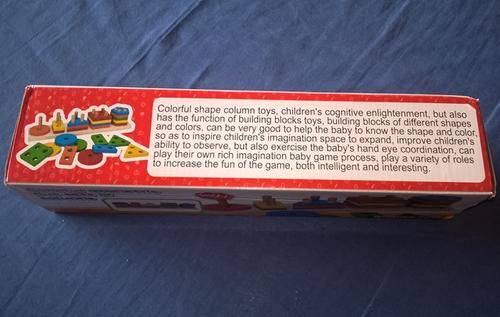 Colorful shape column toys, children's cognitive enlightenment, but also
has the function of building blocks toys, building blocks of different shapes
and colors, can be very good to help the baby to know the shape and color,
so as to inspire children's imagination space to expand, improve children's
ability to observe, but also exercise the baby's hand eye coordination, can
play their own rich imagination baby game process, play a variety of roles
to increase the fun of the game, both intelligent and interesting.